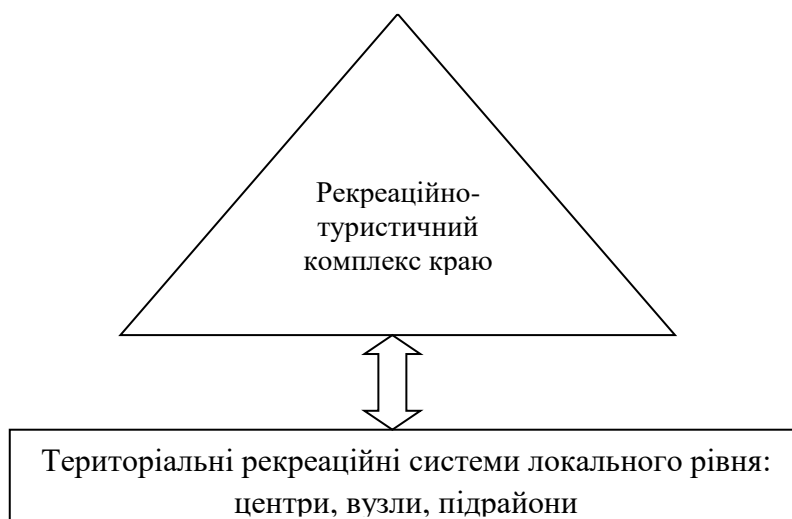 Рекреаційно-
туристичний
комплекс краю
Територіальні рекреаційні системи локального рівня:
центри, вузли, підрайони